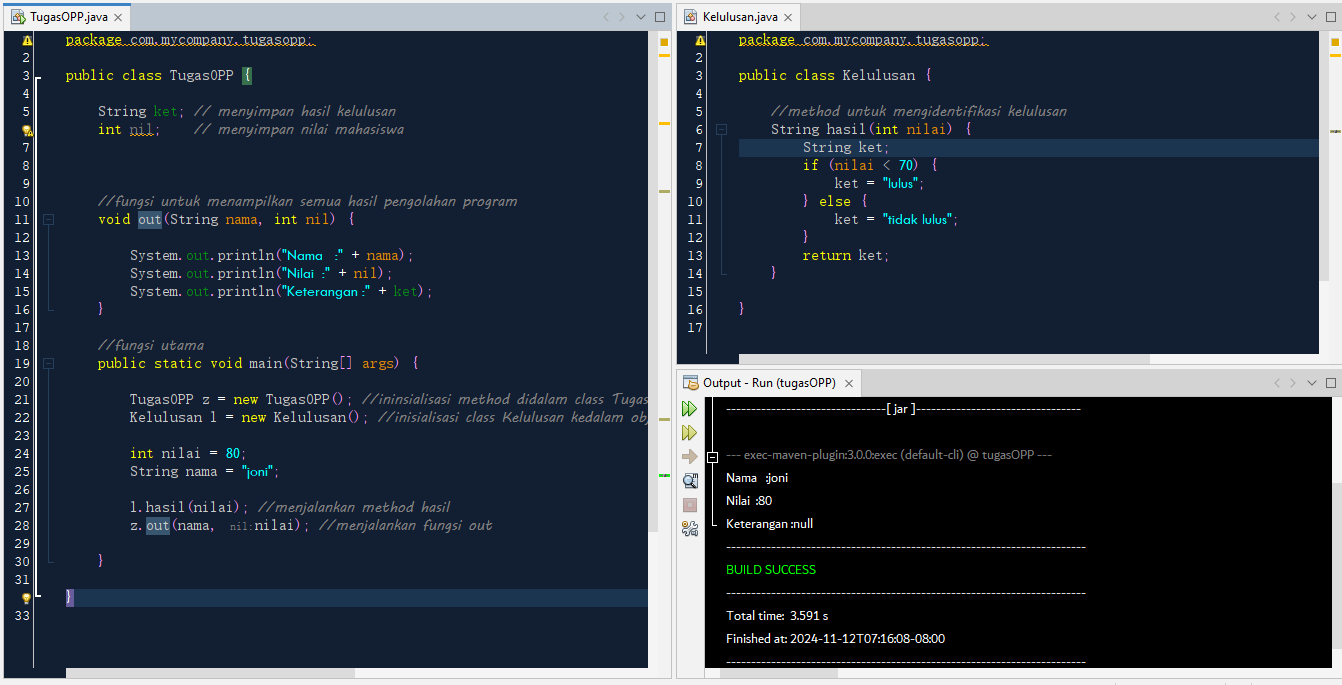 TugasOPP.java
package com.mycompany.tugasopp;
2
3 public class TugasOPP {
4
5 String ket; // menyimpan hasil kelulusan
int nil; // menyimpan nilai mahasiswa
7
8
9
10 //fungsi untuk menampilkan semua hasil pengolahan program
11 void out(String nama, int nil) {
12
13 System.out.println("Nama :" + nama);
14 System.out.println("Nilai :" + nil);
15 System.out.println("Keterangan :" + ket);
16 }
17
18 //fungsi utama
19 public static void main(String[] args) {
20
21 TugasOPP z = new TugasOPP(); //ininsialisasi method didalam class Tugas
22 Kelulusan l = new Kelulusan(); //inisialisasi class Kelulusan kedalam obj
23
24 int nilai = 80;
25 String nama = "joni";
26
27 l.hasil(nilai); //menjalankan method hasil
28 z.out(nama, nil:nilai); //menjalankan fungsi out
29
30 }
31
}
33
Kelulusan.java
package com.mycompany.tugasopp;
2
3 public class Kelulusan {
4
5 //method untuk mengidentifikasi kelulusan
6 String hasil(int nilai) {
7 String ket;
8 if (nilai < 70) {
9 ket = "lulus";
10 } else {
11 ket = "tidak lulus";
12 }
13 return ket;
14 }
15
16 }
17
Output - Run (tugasOPP)
--------------------------------[ jar ]---------------------------------
--- exec-maven-plugin:3.0.0:exec (default-cli) @ tugasOPP ---
Nama :joni
Nilai :80
Keterangan :null
------------------------------------------------------------------------
BUILD SUCCESS
------------------------------------------------------------------------
Total time: 3.591 s
Finished at: 2024-11-12T07:16:08-08:00
------------------------------------------------------------------------